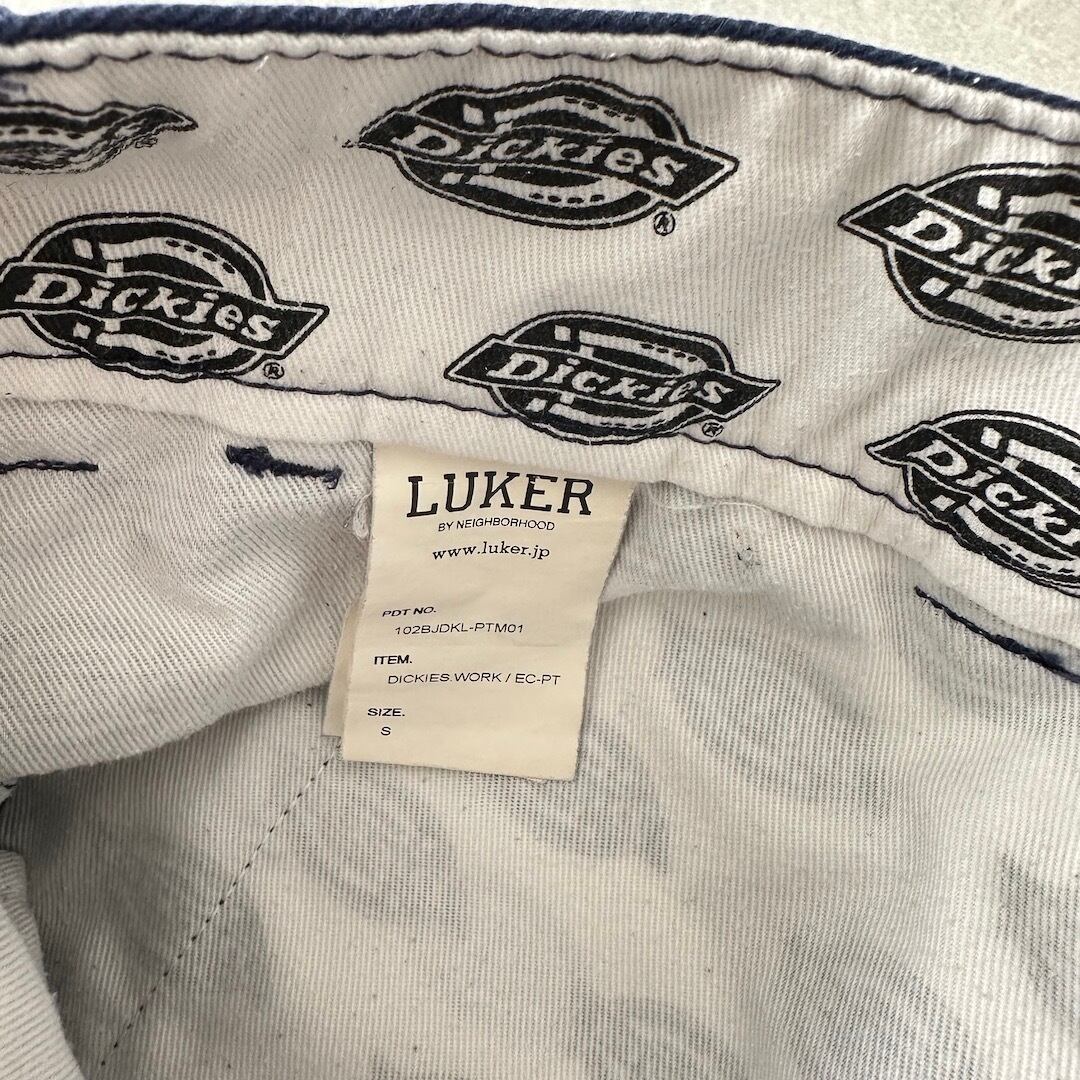 Dickies
®
Dickies
Dickies
®
Dickies
®
Dickies
LUKER
BY NEIGHBORHOOD
www.luker.jp
PDT NO.
102BJDKL-PTM01
ITEM.
DICKIES.WORK / EC-PT
SIZE.
S